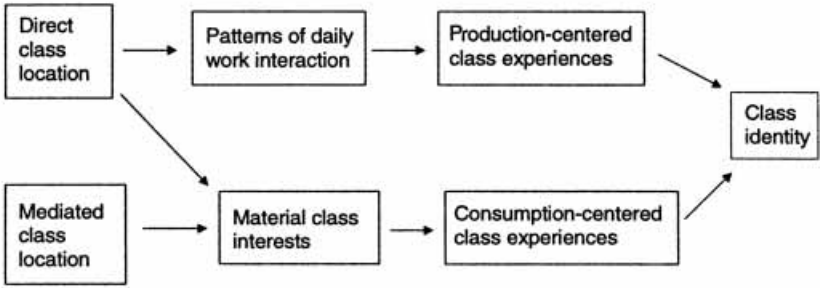 Direct
class
location
Patterns of daily
work interaction
Production-centered
class experiences
Class
identity
Mediated
class
location
Material class
interests
Consumption-centered
class experiences